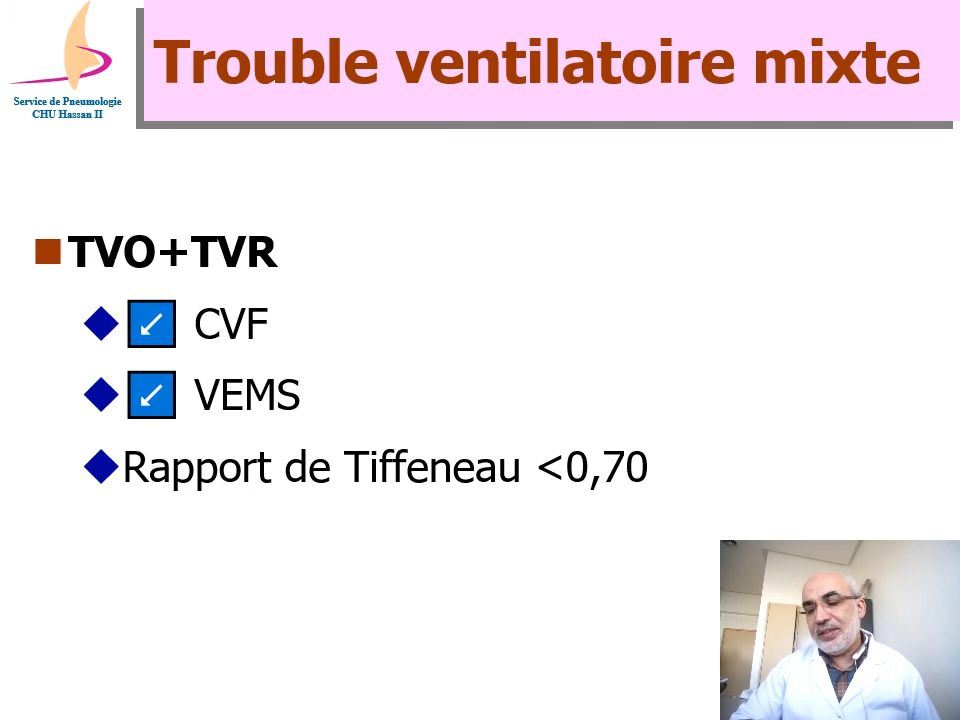 Trouble ventilatoire mixte
Service de Pneumologie
CHU Hassan II
TVO+TVR
↙ CVF
↙ VEMS
Rapport de Tiffeneau <0,70